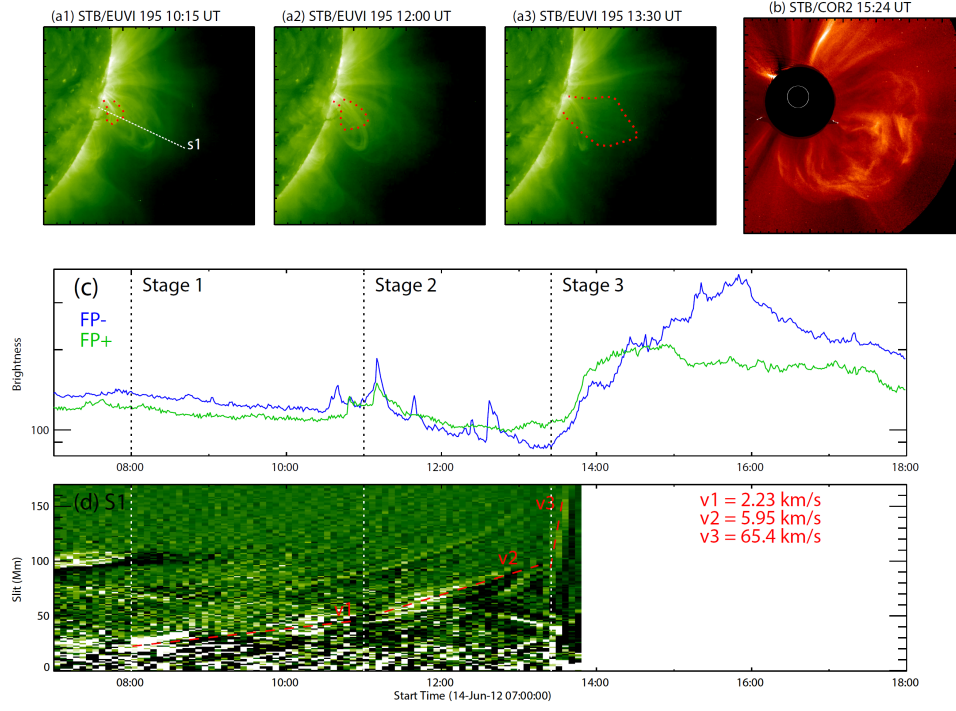 (a1) STB/EUVI 195 10:15 UT
(a2) STB/EUVI 195 12:00 UT
(a3) STB/EUVI 195 13:30 UT
(b) STB/COR2 15:24 UT
s1
(c)
Stage 1
Stage 2
Stage 3
FP-
FP+
Brightness
100
08:00
10:00
12:00
14:00
16:00
18:00
(d) S1
v1
v2
v3
v1 = 2.23 km/s
v2 = 5.95 km/s
v3 = 65.4 km/s
Slit (Mm)
150
100
50
0
08:00
10:00
12:00
14:00
16:00
18:00
Start Time (14-Jun-12 07:00:00)